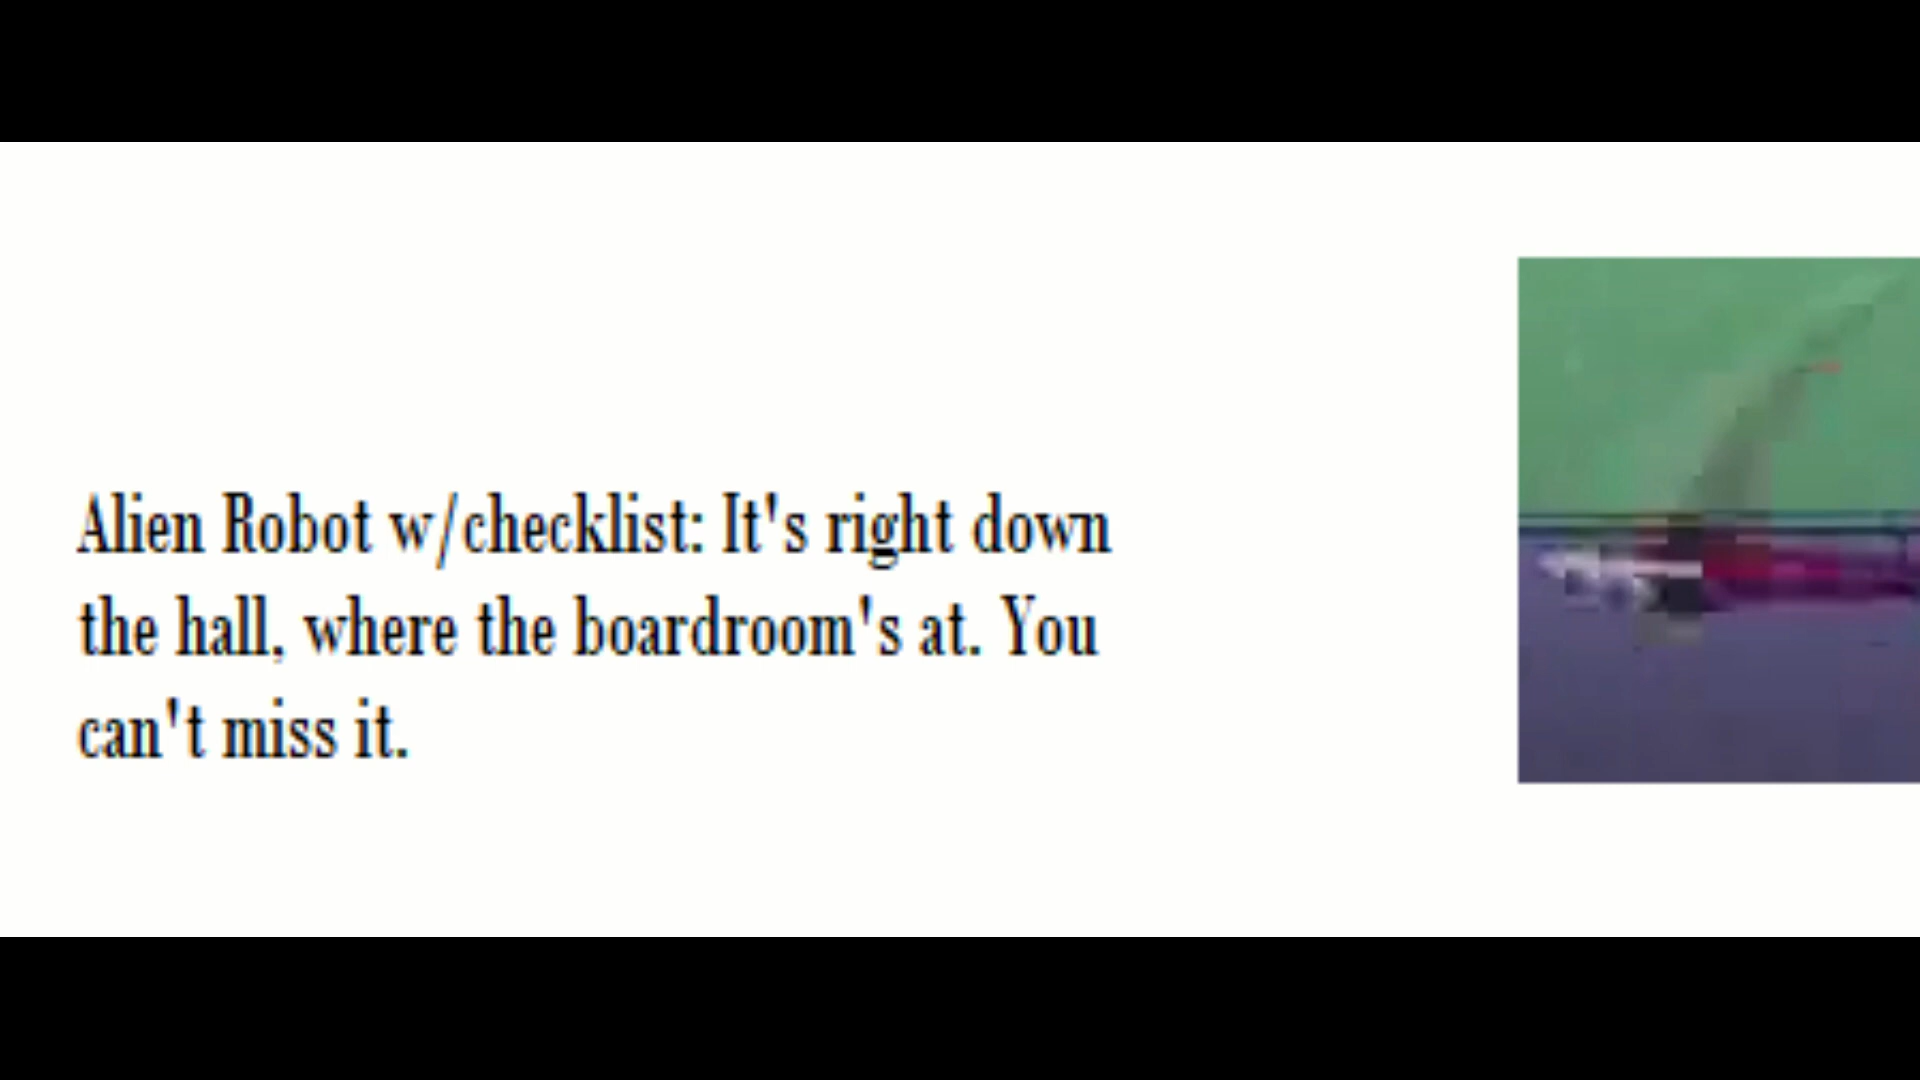 Alien Robot w/checklist: It's right down
the hall, where the boardroom's at. You
can't miss it.